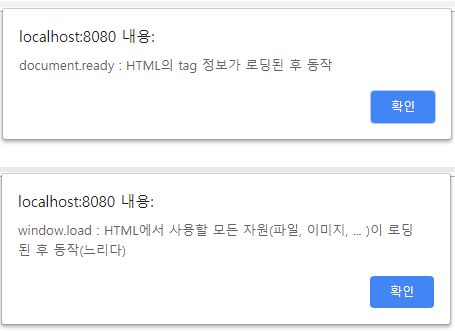 localhost:8080 내용:
document.ready : HTML의 tag 정보가 로딩된 후 동작
확인
localhost:8080 내용:
window.load : HTML에서 사용할 모든 자원(파일, 이미지, ... )이 로딩
된 후 동작(느리다)
확인